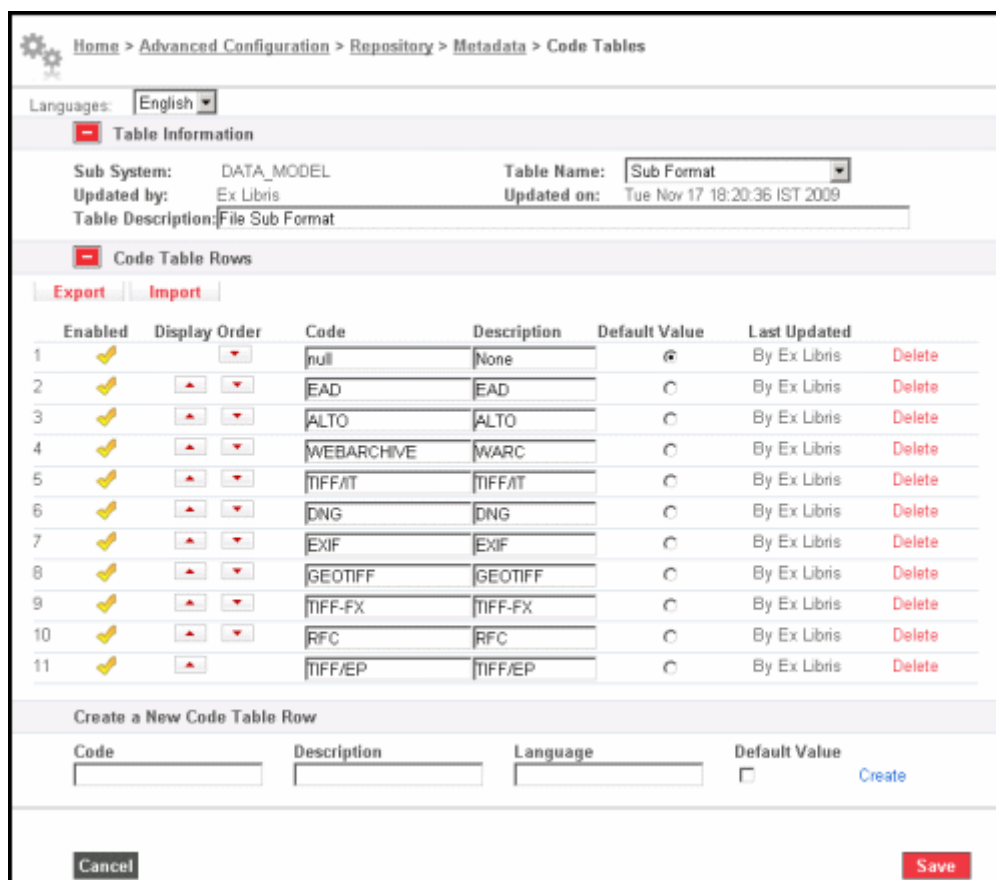 Home > Advanced Configuration > Repository > Metadata > Code Tables
Languages: English
Table Information
Sub System: DATA_MODEL Table Name: Sub Format
Updated by: Ex Libris Updated on: Tue Nov 17 18:20:36 IST 2009
Table Description: File Sub Format
Code Table Rows
Export Import
Enabled Display Order Code Description Default Value Last Updated
1 null None By Ex Libris Delete
2 EAD EAD By Ex Libris Delete
3 ALTO ALTO By Ex Libris Delete
4 WEBARCHIVE WARC By Ex Libris Delete
5 TIFF/IT TIFF/IT By Ex Libris Delete
6 DNG DNG By Ex Libris Delete
7 EXIF EXIF By Ex Libris Delete
8 GEOTIFF GEOTIFF By Ex Libris Delete
9 TIFF-FX TIFF-FX By Ex Libris Delete
10 RFC RFC By Ex Libris Delete
11 TIFF/EP TIFF/EP By Ex Libris Delete
Create a New Code Table Row
Code Description Language Default Value
Create
Cancel Save